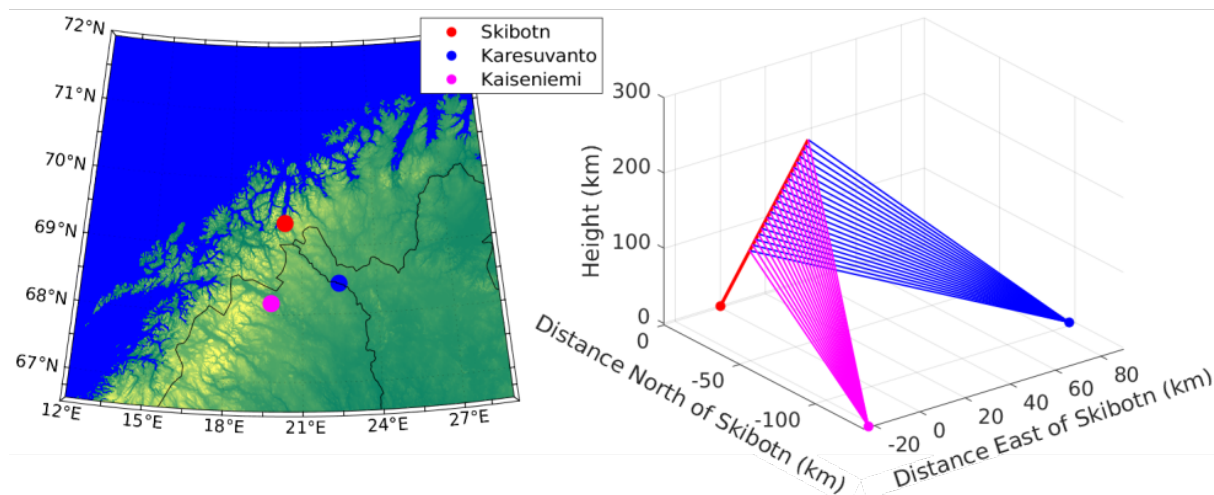 72°N
71°N
70°N
69°N
68°N
67°N
12°E
15°E
18°E
21°E
24°E
27°E
Skibotn
Karesuvanto
Kaiseniemi
300
200
100
0
Height (km)
0
-50
-100
Distance North of Skibotn (km)
-20
0
20
40
60
80
Distance East of Skibotn (km)